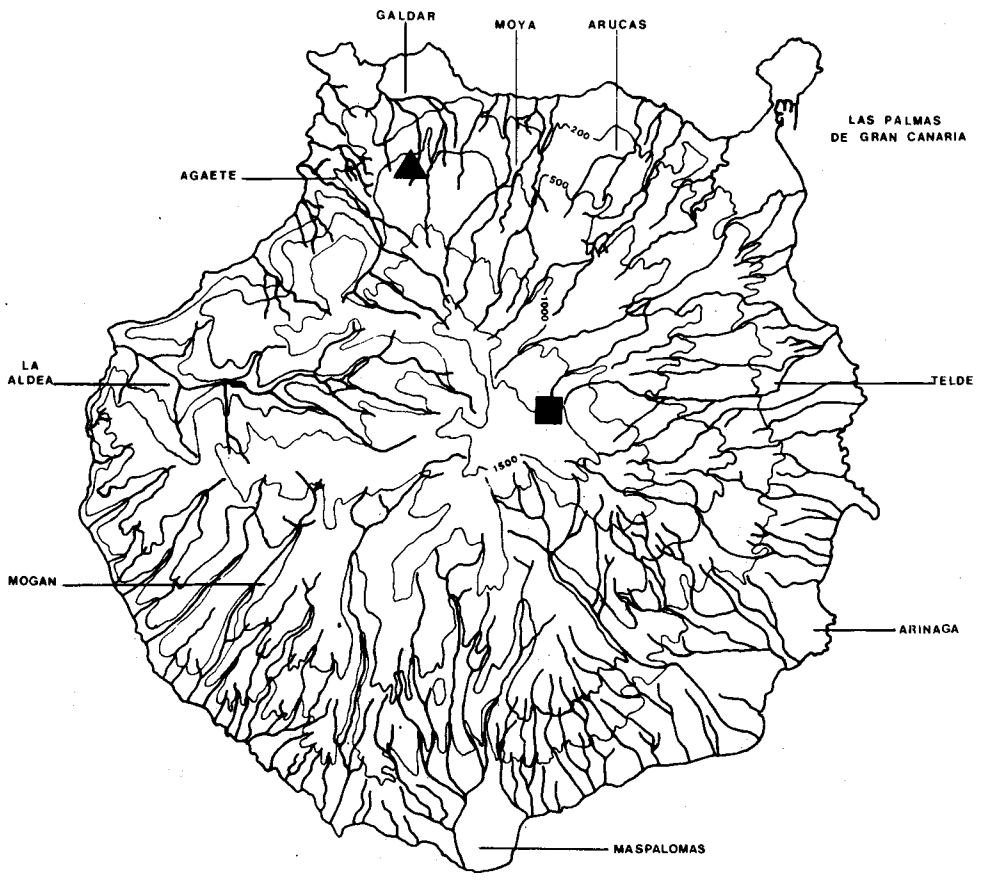 GALDAR
MOYA
ARUCAS
LAS PALMAS
DE GRAN CANARIA
200
AGAETE
500
1000
LA
ALDEA
TELDE
1500
MOGAN
ARINAGA
MASPALOMAS